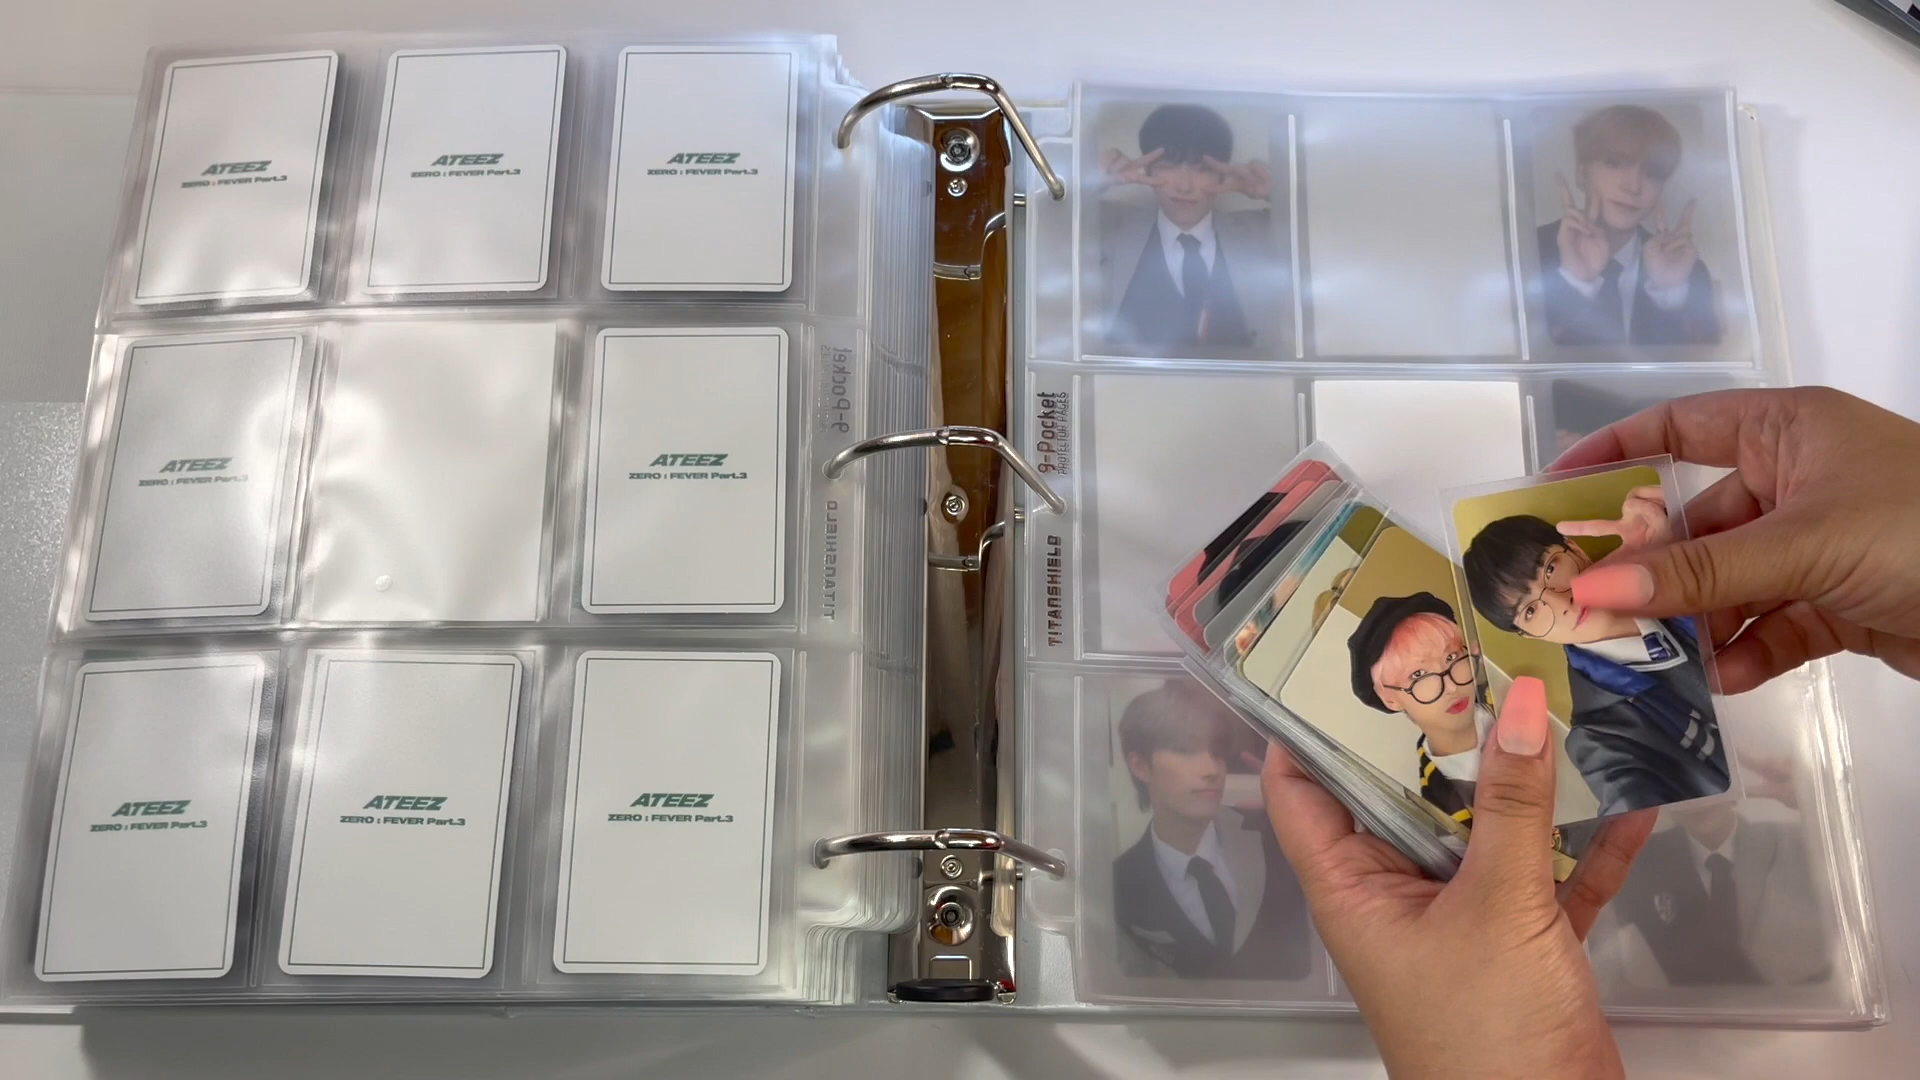 ATEEZ
ZERO : FEVER Part.3
ATEEZ
ZERO : FEVER Part.3
ATEEZ
ZERO : FEVER Part.3
ATEEZ
ZERO : FEVER Part.3
ATEEZ
ZERO : FEVER Part.3
ATEEZ
ZERO : FEVER Part.3
ATEEZ
ZERO : FEVER Part.3
ATEEZ
ZERO : FEVER Part.3
9-Pocket
TITANSHIELD
9-Pocket
PROTECTOR PAGES
TITANSHIELD